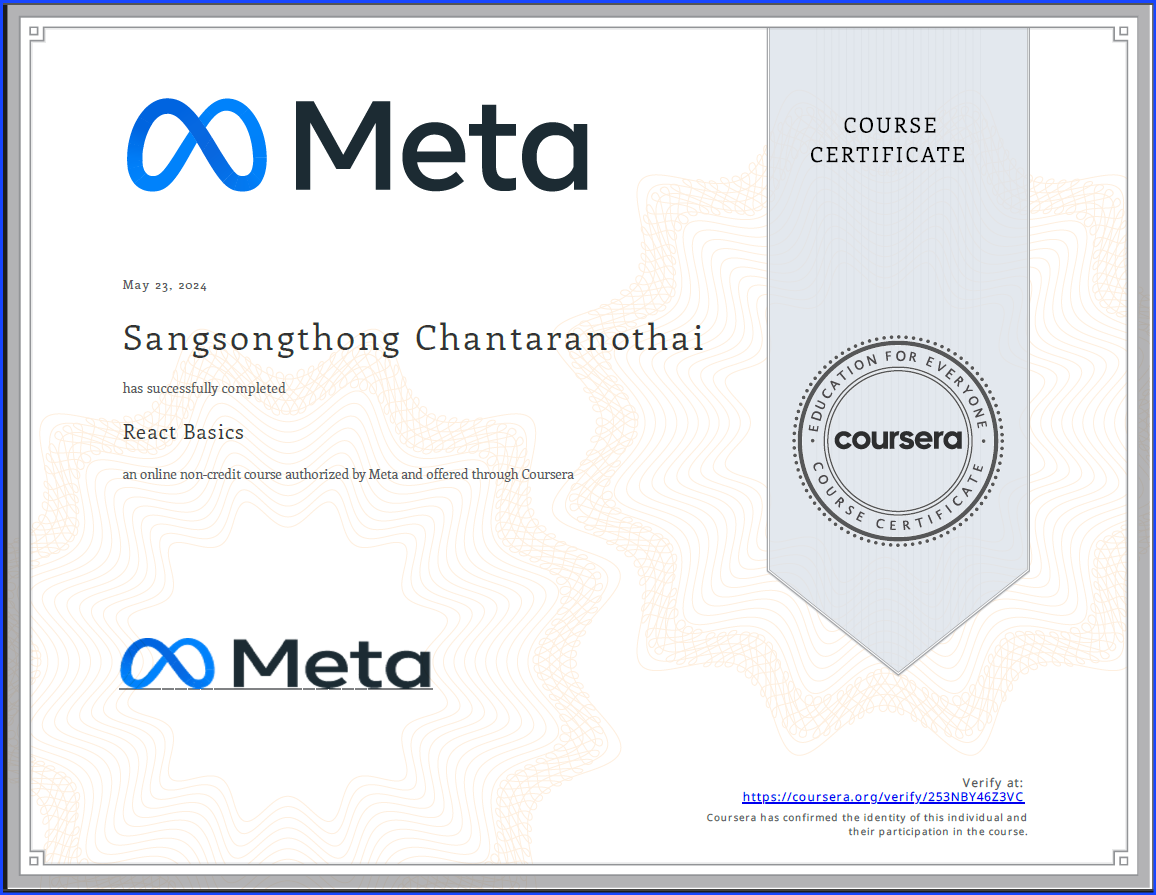 Meta
COURSE
CERTIFICATE
May 23, 2024
Sangsongthong Chantaranothai
has successfully completed
React Basics
an online non-credit course authorized by Meta and offered through Coursera
EDUCATION FOR EVERYONE
coursera
COURSE CERTIFICATE
Meta
Verify at:
https://coursera.org/verify/253NBY46Z3VC
Coursera has confirmed the identity of this individual and
their participation in the course.